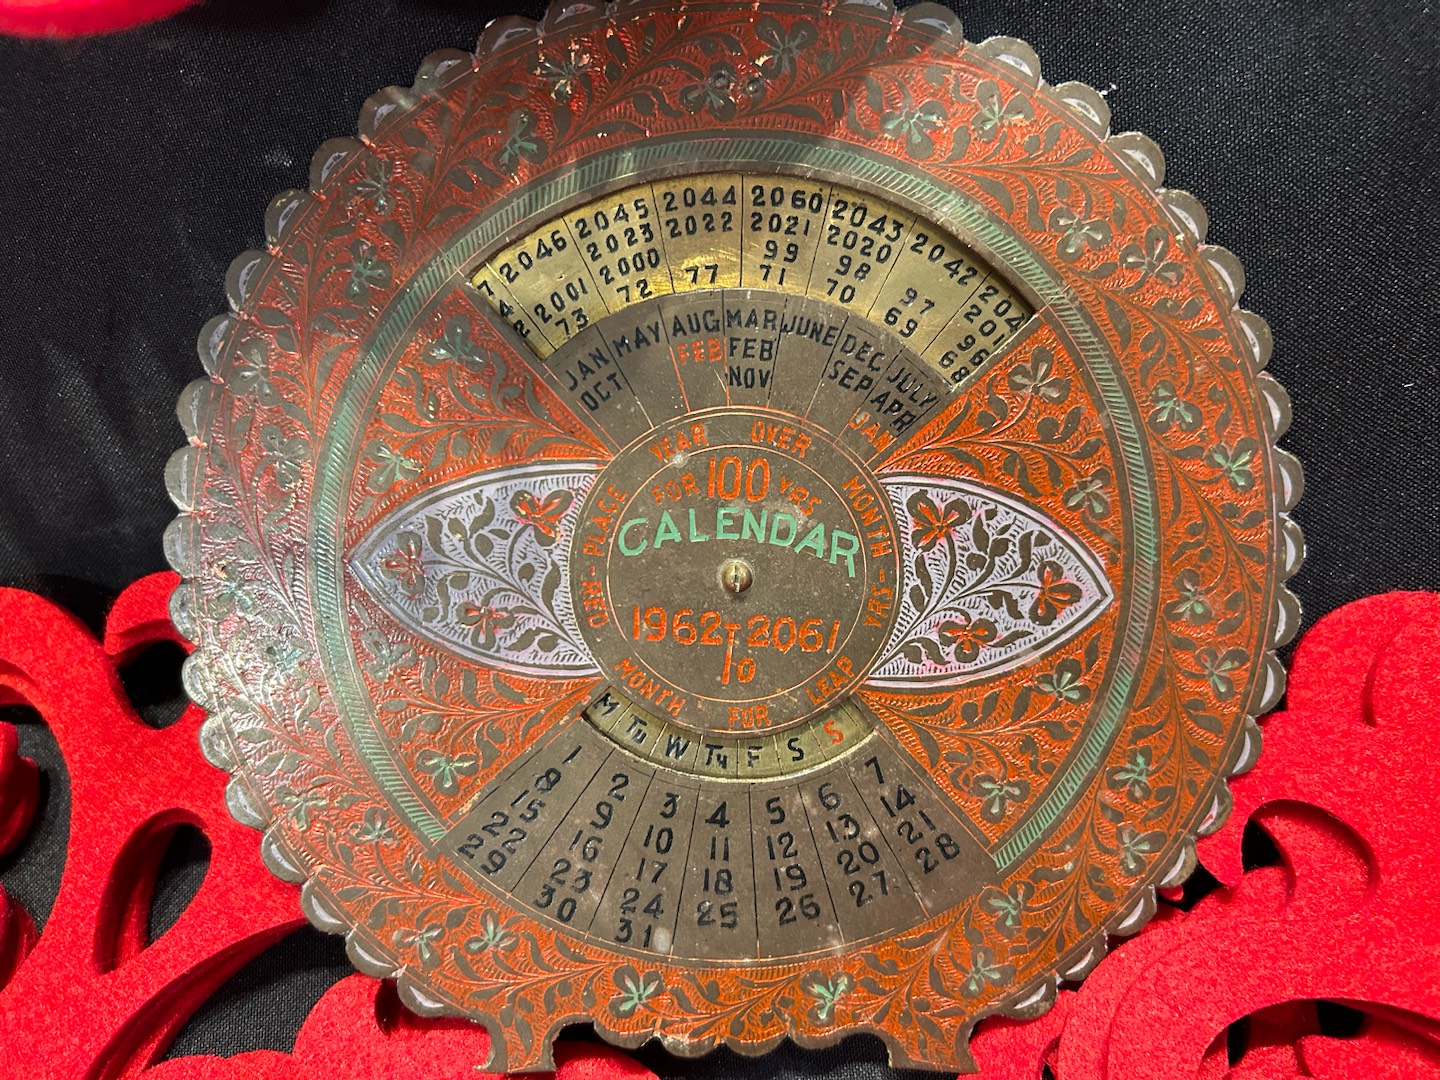 2046 2045 2044 2060 2043 2042
2023 2022 2021 2020
2001 2000 99 98 97
73 72 77 71 70 69 68
JAN MAY AUG MAR JUNE DEC JULY
OCT FEB FEB SEP APR
NOV JAN
PLACE YEAR OVER MONTH
FOR 100 YRS
CALENDAR
1962 To 2061
RED MONTH FOR LEAP YRS
M TU W TH F S S
1 2 3 4 5 6 7
8 9 10 11 12 13 14
15 16 17 18 19 20 21
22 23 24 25 26 27 28
29 30 31